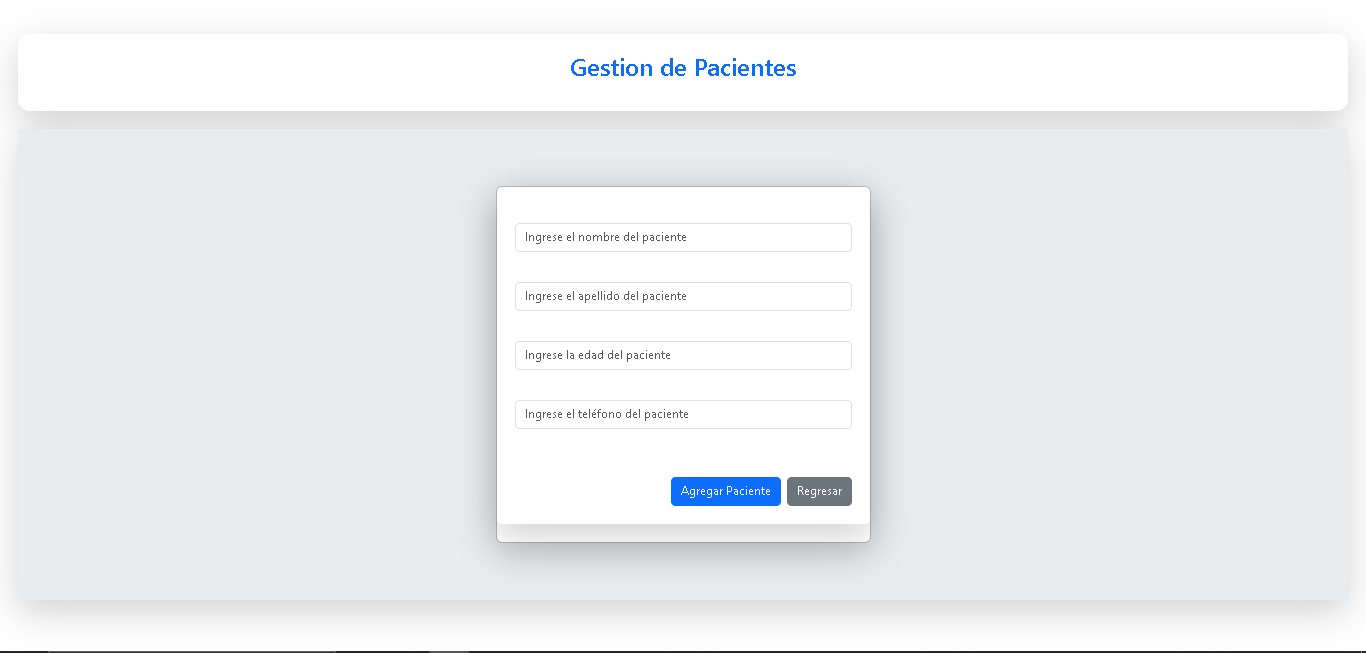 Gestion de Pacientes
Ingrese el nombre del paciente
Ingrese el apellido del paciente
Ingrese la edad del paciente
Ingrese el teléfono del paciente
Agregar Paciente Regresar